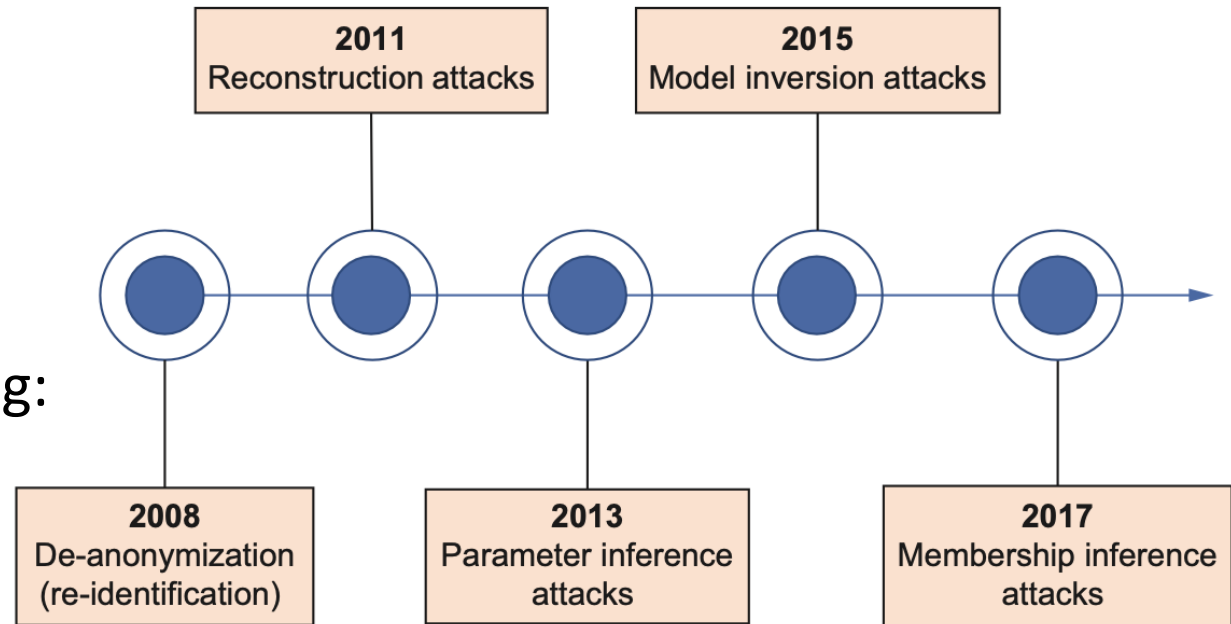 2011
Reconstruction attacks
2015
Model inversion attacks
g:
2008
De-anonymization
(re-identification)
2013
Parameter inference
attacks
2017
Membership inference
attacks